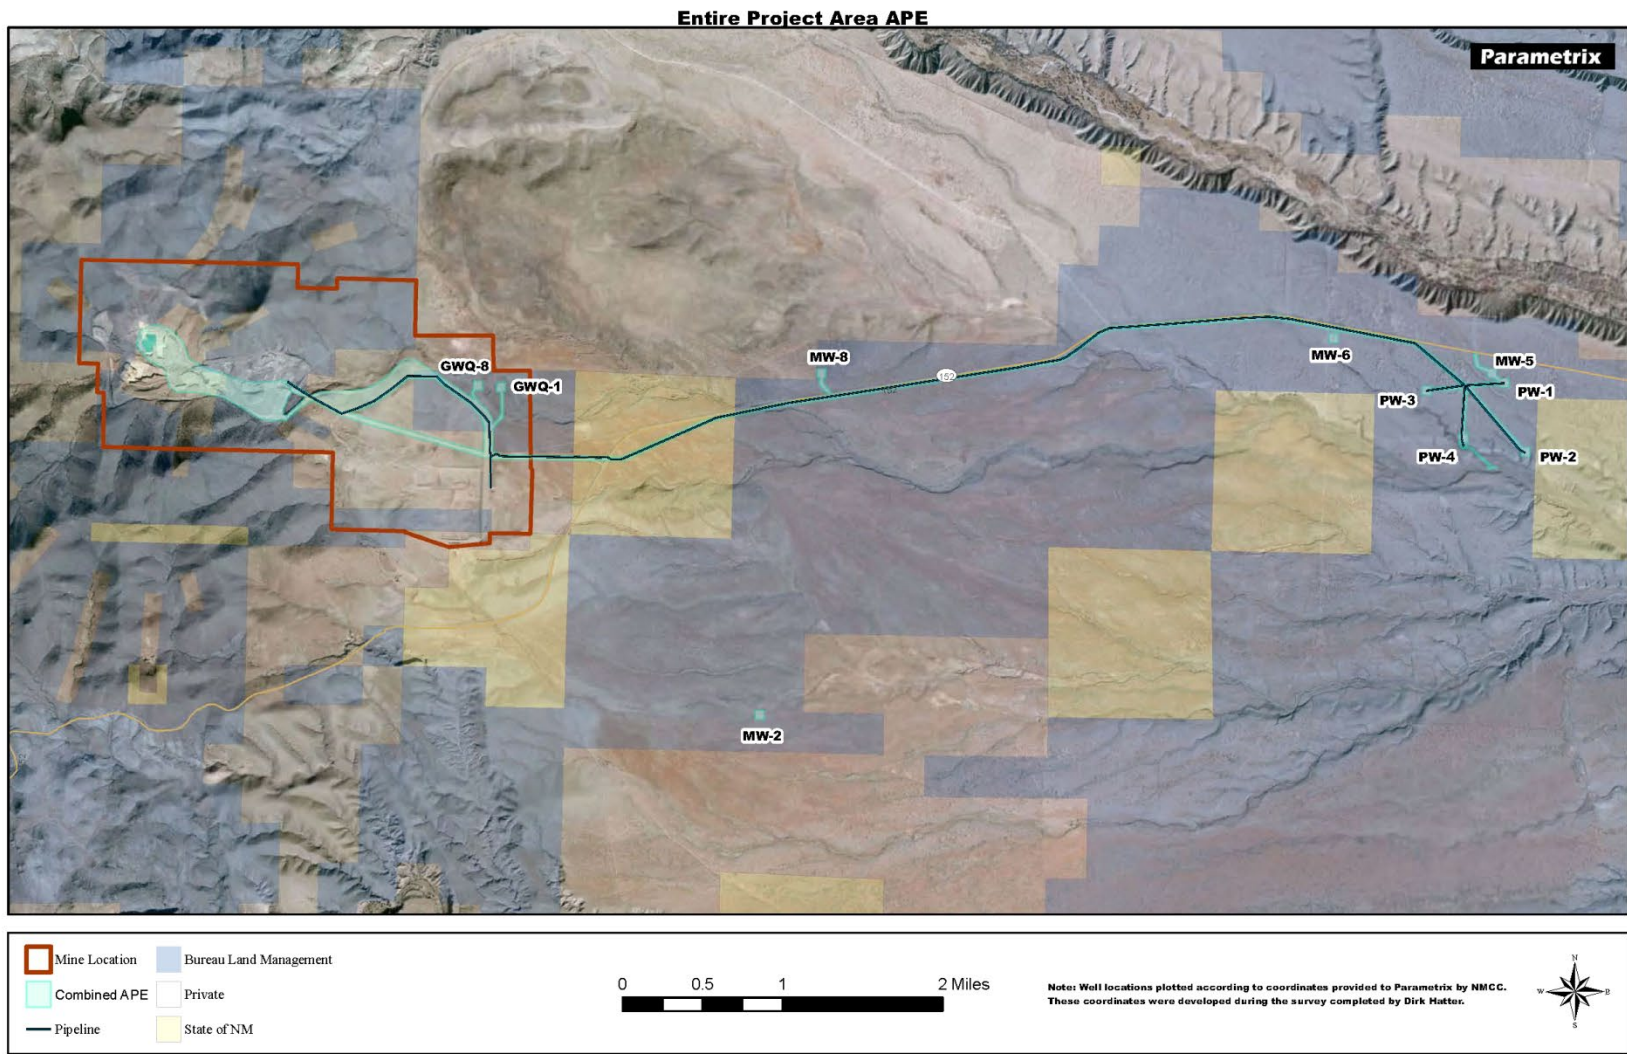 Entire Project Area APE
Parametrix
GWQ-8
GWQ-1
MW-8
152
MW-6
MW-5
PW-3
PW-1
PW-4
PW-2
MW-2
Mine Location
Bureau Land Management
Combined APE
Private
Pipeline
State of NM
0 0.5 1 2 Miles
Note: Well locations plotted according to coordinates provided to Parametrix by NMCC.
These coordinates were developed during the survey completed by Dirk Hatter.
N
W E
S